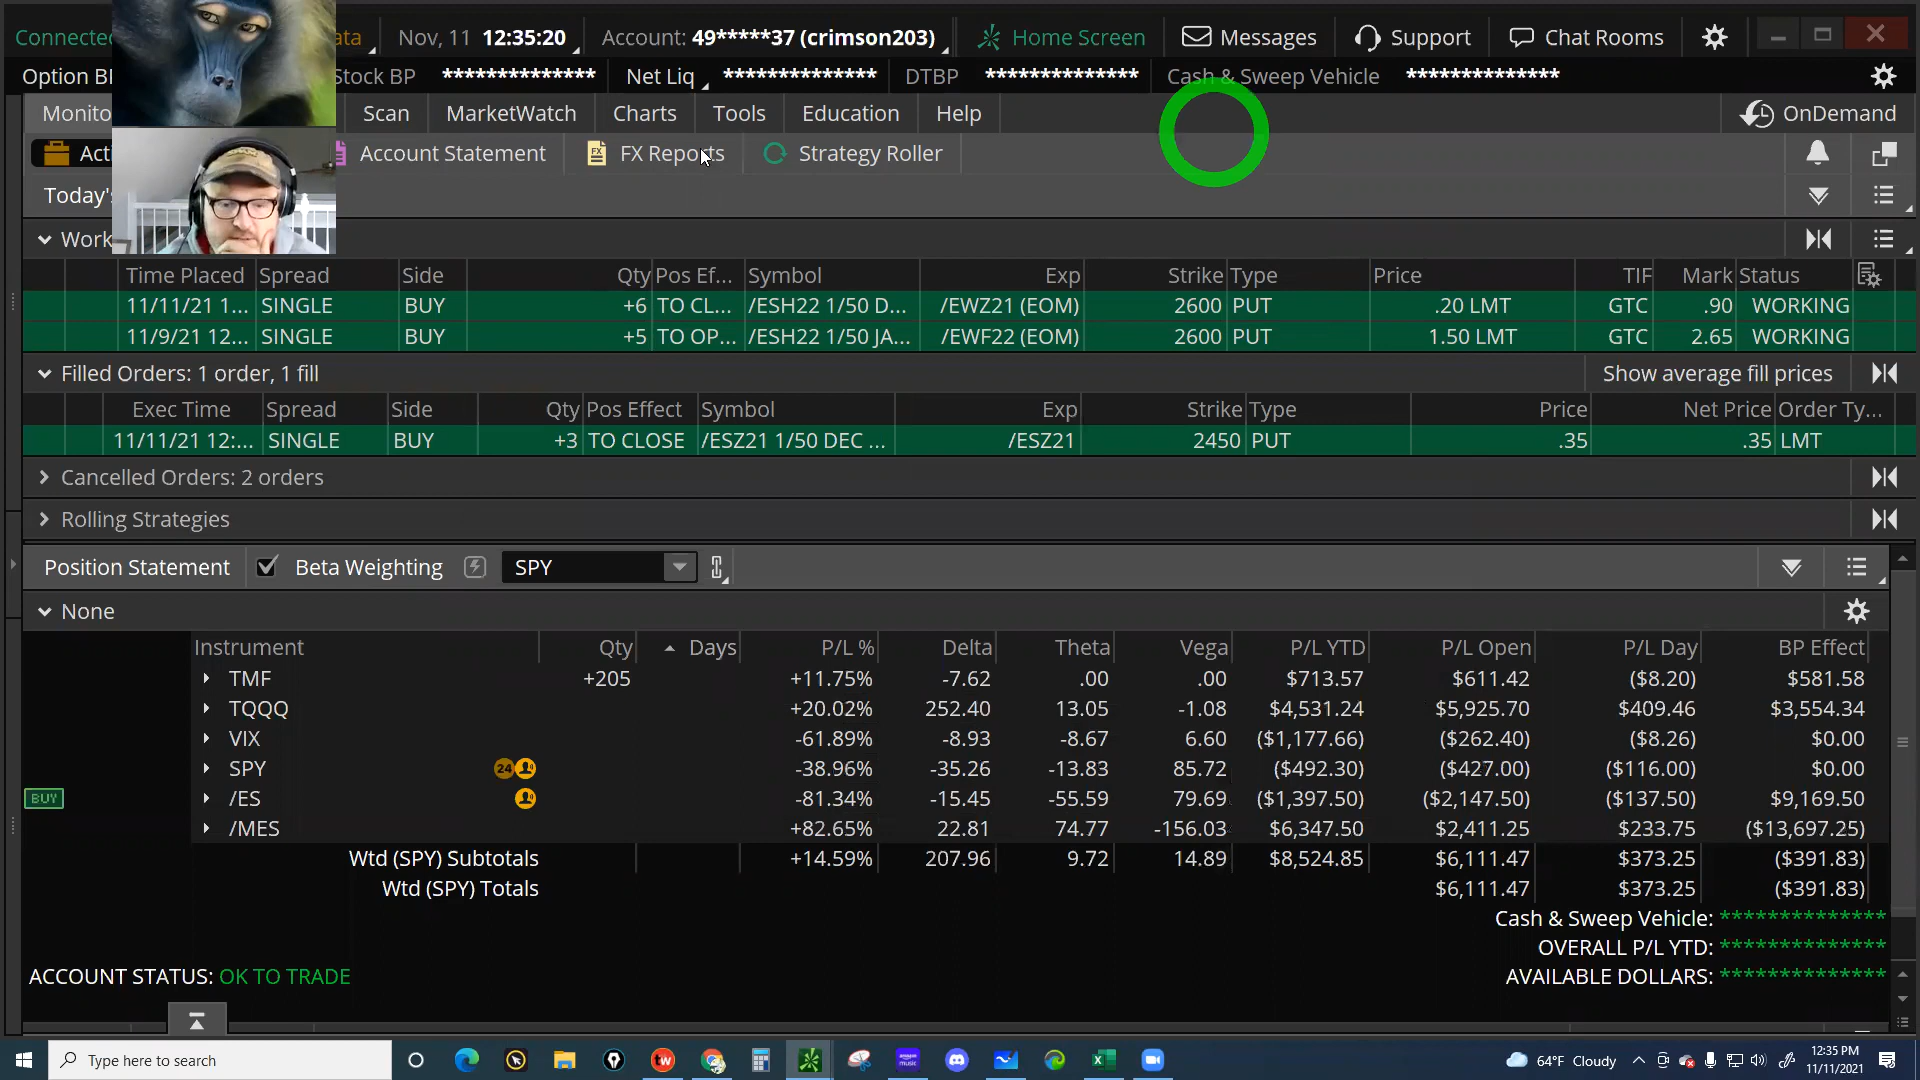 Connected
ata
Nov, 11 12:35:20
Account: 49*****37 (crimson203)
Home Screen
Messages
Support
Chat Rooms
Option BP
Stock BP **************
Net Liq **************
DTBP **************
Cash & Sweep Vehicle **************
Monito
Scan
MarketWatch
Charts
Tools
Education
Help
OnDemand
Acti
Account Statement
FX Reports
Strategy Roller
Today's
Work
Time Placed Spread Side Qty Pos Ef... Symbol Exp Strike Type Price TIF Mark Status
11/11/21 1... SINGLE BUY +6 TO CL... /ESH22 1/50 D... /EWZ21 (EOM) 2600 PUT .20 LMT GTC .90 WORKING
11/9/21 12... SINGLE BUY +5 TO OP... /ESH22 1/50 JA... /EWF22 (EOM) 2600 PUT 1.50 LMT GTC 2.65 WORKING
Filled Orders: 1 order, 1 fill
Show average fill prices
Exec Time Spread Side Qty Pos Effect Symbol Exp Strike Type Price Net Price Order Ty...
11/11/21 12:... SINGLE BUY +3 TO CLOSE /ESZ21 1/50 DEC ... /ESZ21 2450 PUT .35 .35 LMT
Cancelled Orders: 2 orders
Rolling Strategies
Position Statement Beta Weighting SPY
None
Instrument Qty Days P/L % Delta Theta Vega P/L YTD P/L Open P/L Day BP Effect
TMF +205 +11.75% -7.62 .00 .00 $713.57 $611.42 ($8.20) $581.58
TQQQ +20.02% 252.40 13.05 -1.08 $4,531.24 $5,925.70 $409.46 $3,554.34
VIX -61.89% -8.93 -8.67 6.60 ($1,177.66) ($262.40) ($8.26) $0.00
SPY 24 -38.96% -35.26 -13.83 85.72 ($492.30) ($427.00) ($116.00) $0.00
BUY /ES -81.34% -15.45 -55.59 79.69 ($1,397.50) ($2,147.50) ($137.50) $9,169.50
/MES +82.65% 22.81 74.77 -156.03 $6,347.50 $2,411.25 $233.75 ($13,697.25)
Wtd (SPY) Subtotals +14.59% 207.96 9.72 14.89 $8,524.85 $6,111.47 $373.25 ($391.83)
Wtd (SPY) Totals $6,111.47 $373.25 ($391.83)
Cash & Sweep Vehicle: **************
OVERALL P/L YTD: **************
ACCOUNT STATUS: OK TO TRADE
AVAILABLE DOLLARS: **************
Type here to search
64°F Cloudy
12:35 PM
11/11/2021